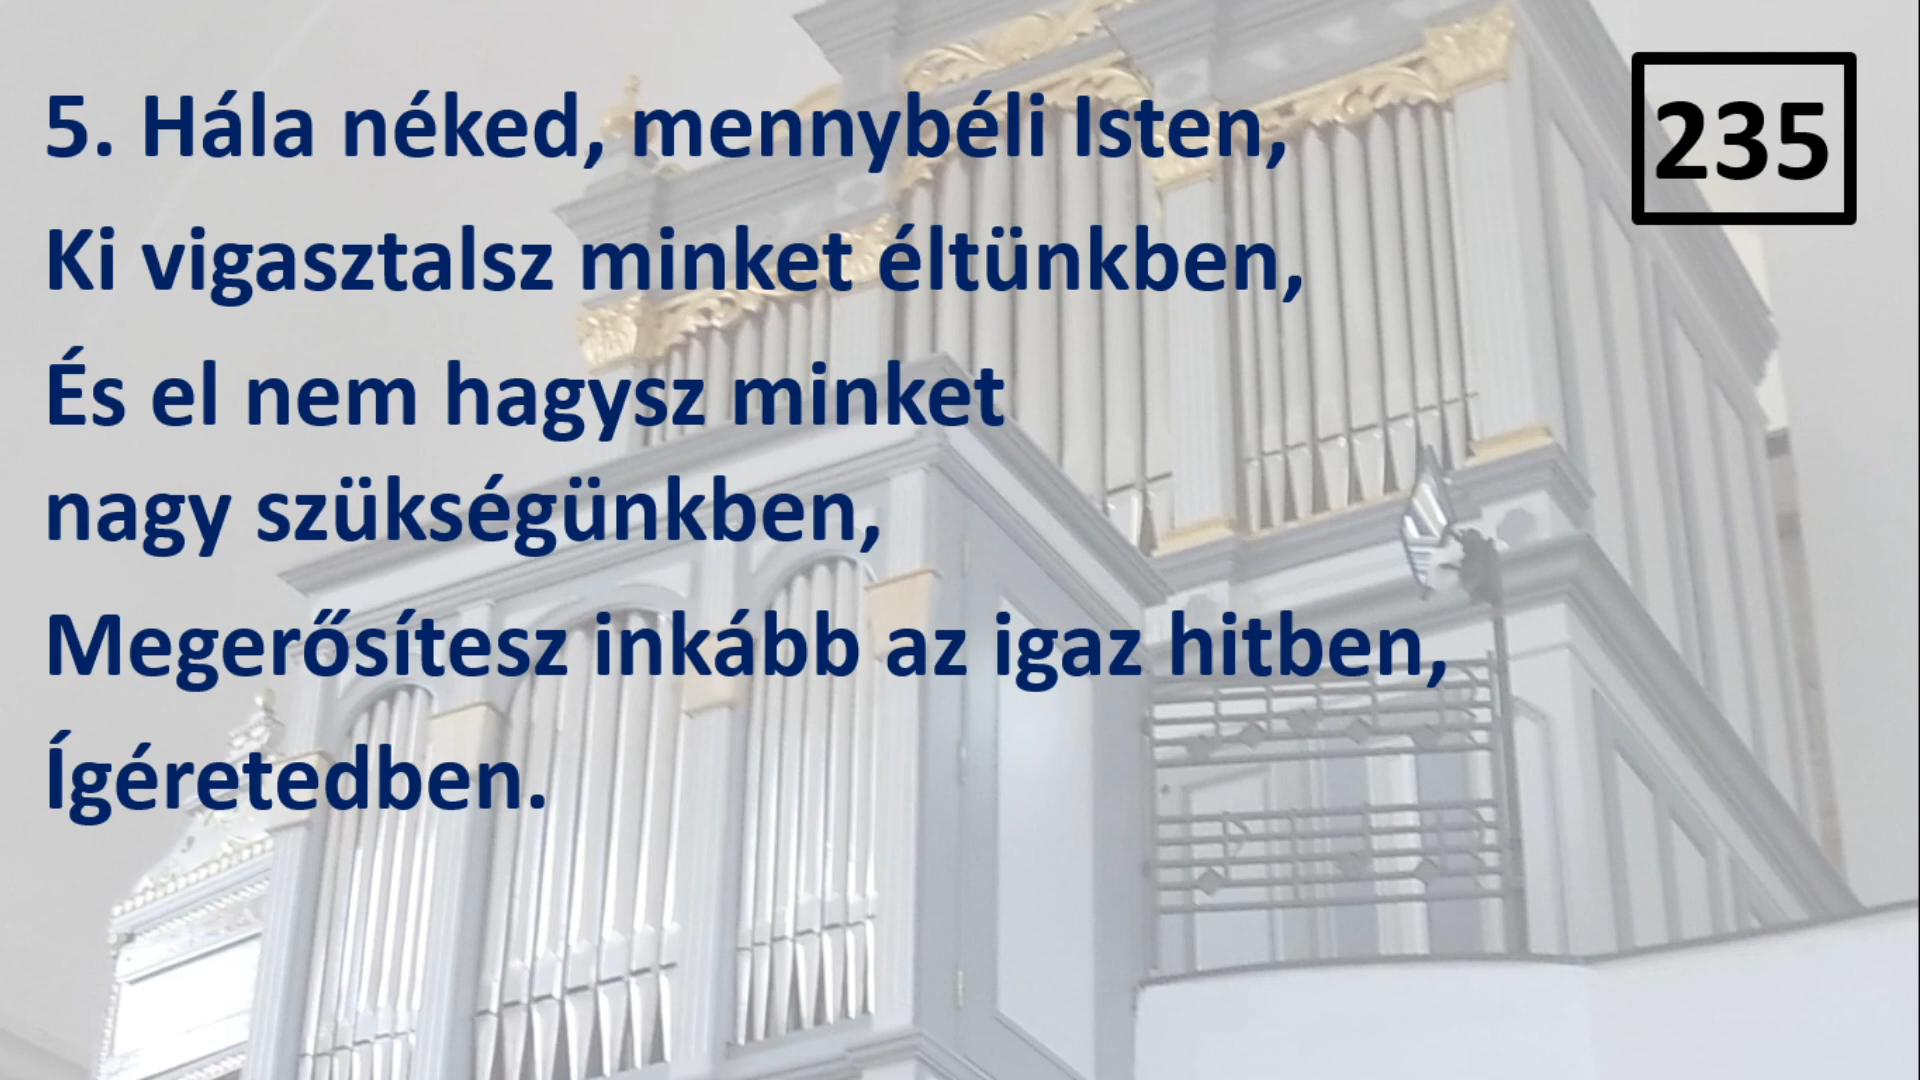 5. Hála néked, mennybéli Isten,
235
Ki vigasztalsz minket éltünkben,
És el nem hagysz minket
nagy szükségünkben,
Megerősítesz inkább az igaz hitben,
Ígéretedben.